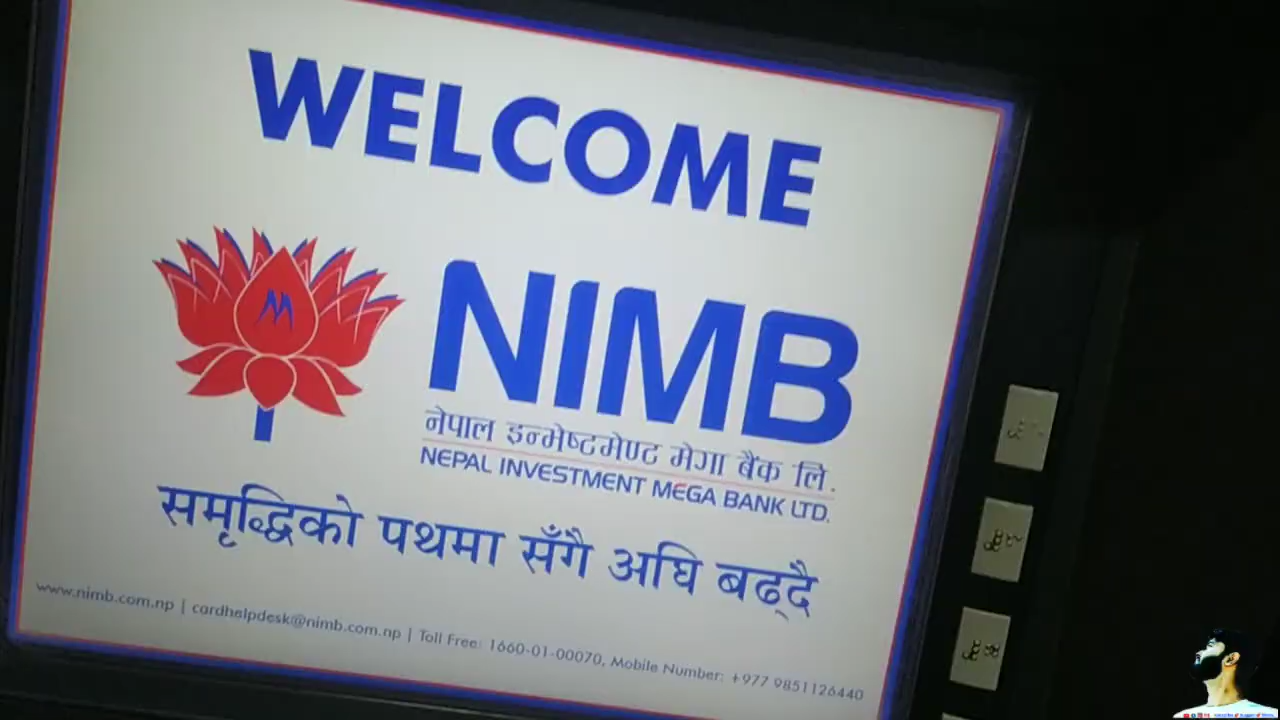 WELCOME
NIMB
नेपाल इन्भेष्टमेण्ट मेगा बैंक लि.
NEPAL INVESTMENT MEGA BANK LTD.
समृद्धिको पथमा सँगै अघि बढ्दै
www.nimb.com.np | cardhelpdesk@nimb.com.np | Toll Free: 1660-01-00070, Mobile Number: +977 9851126440